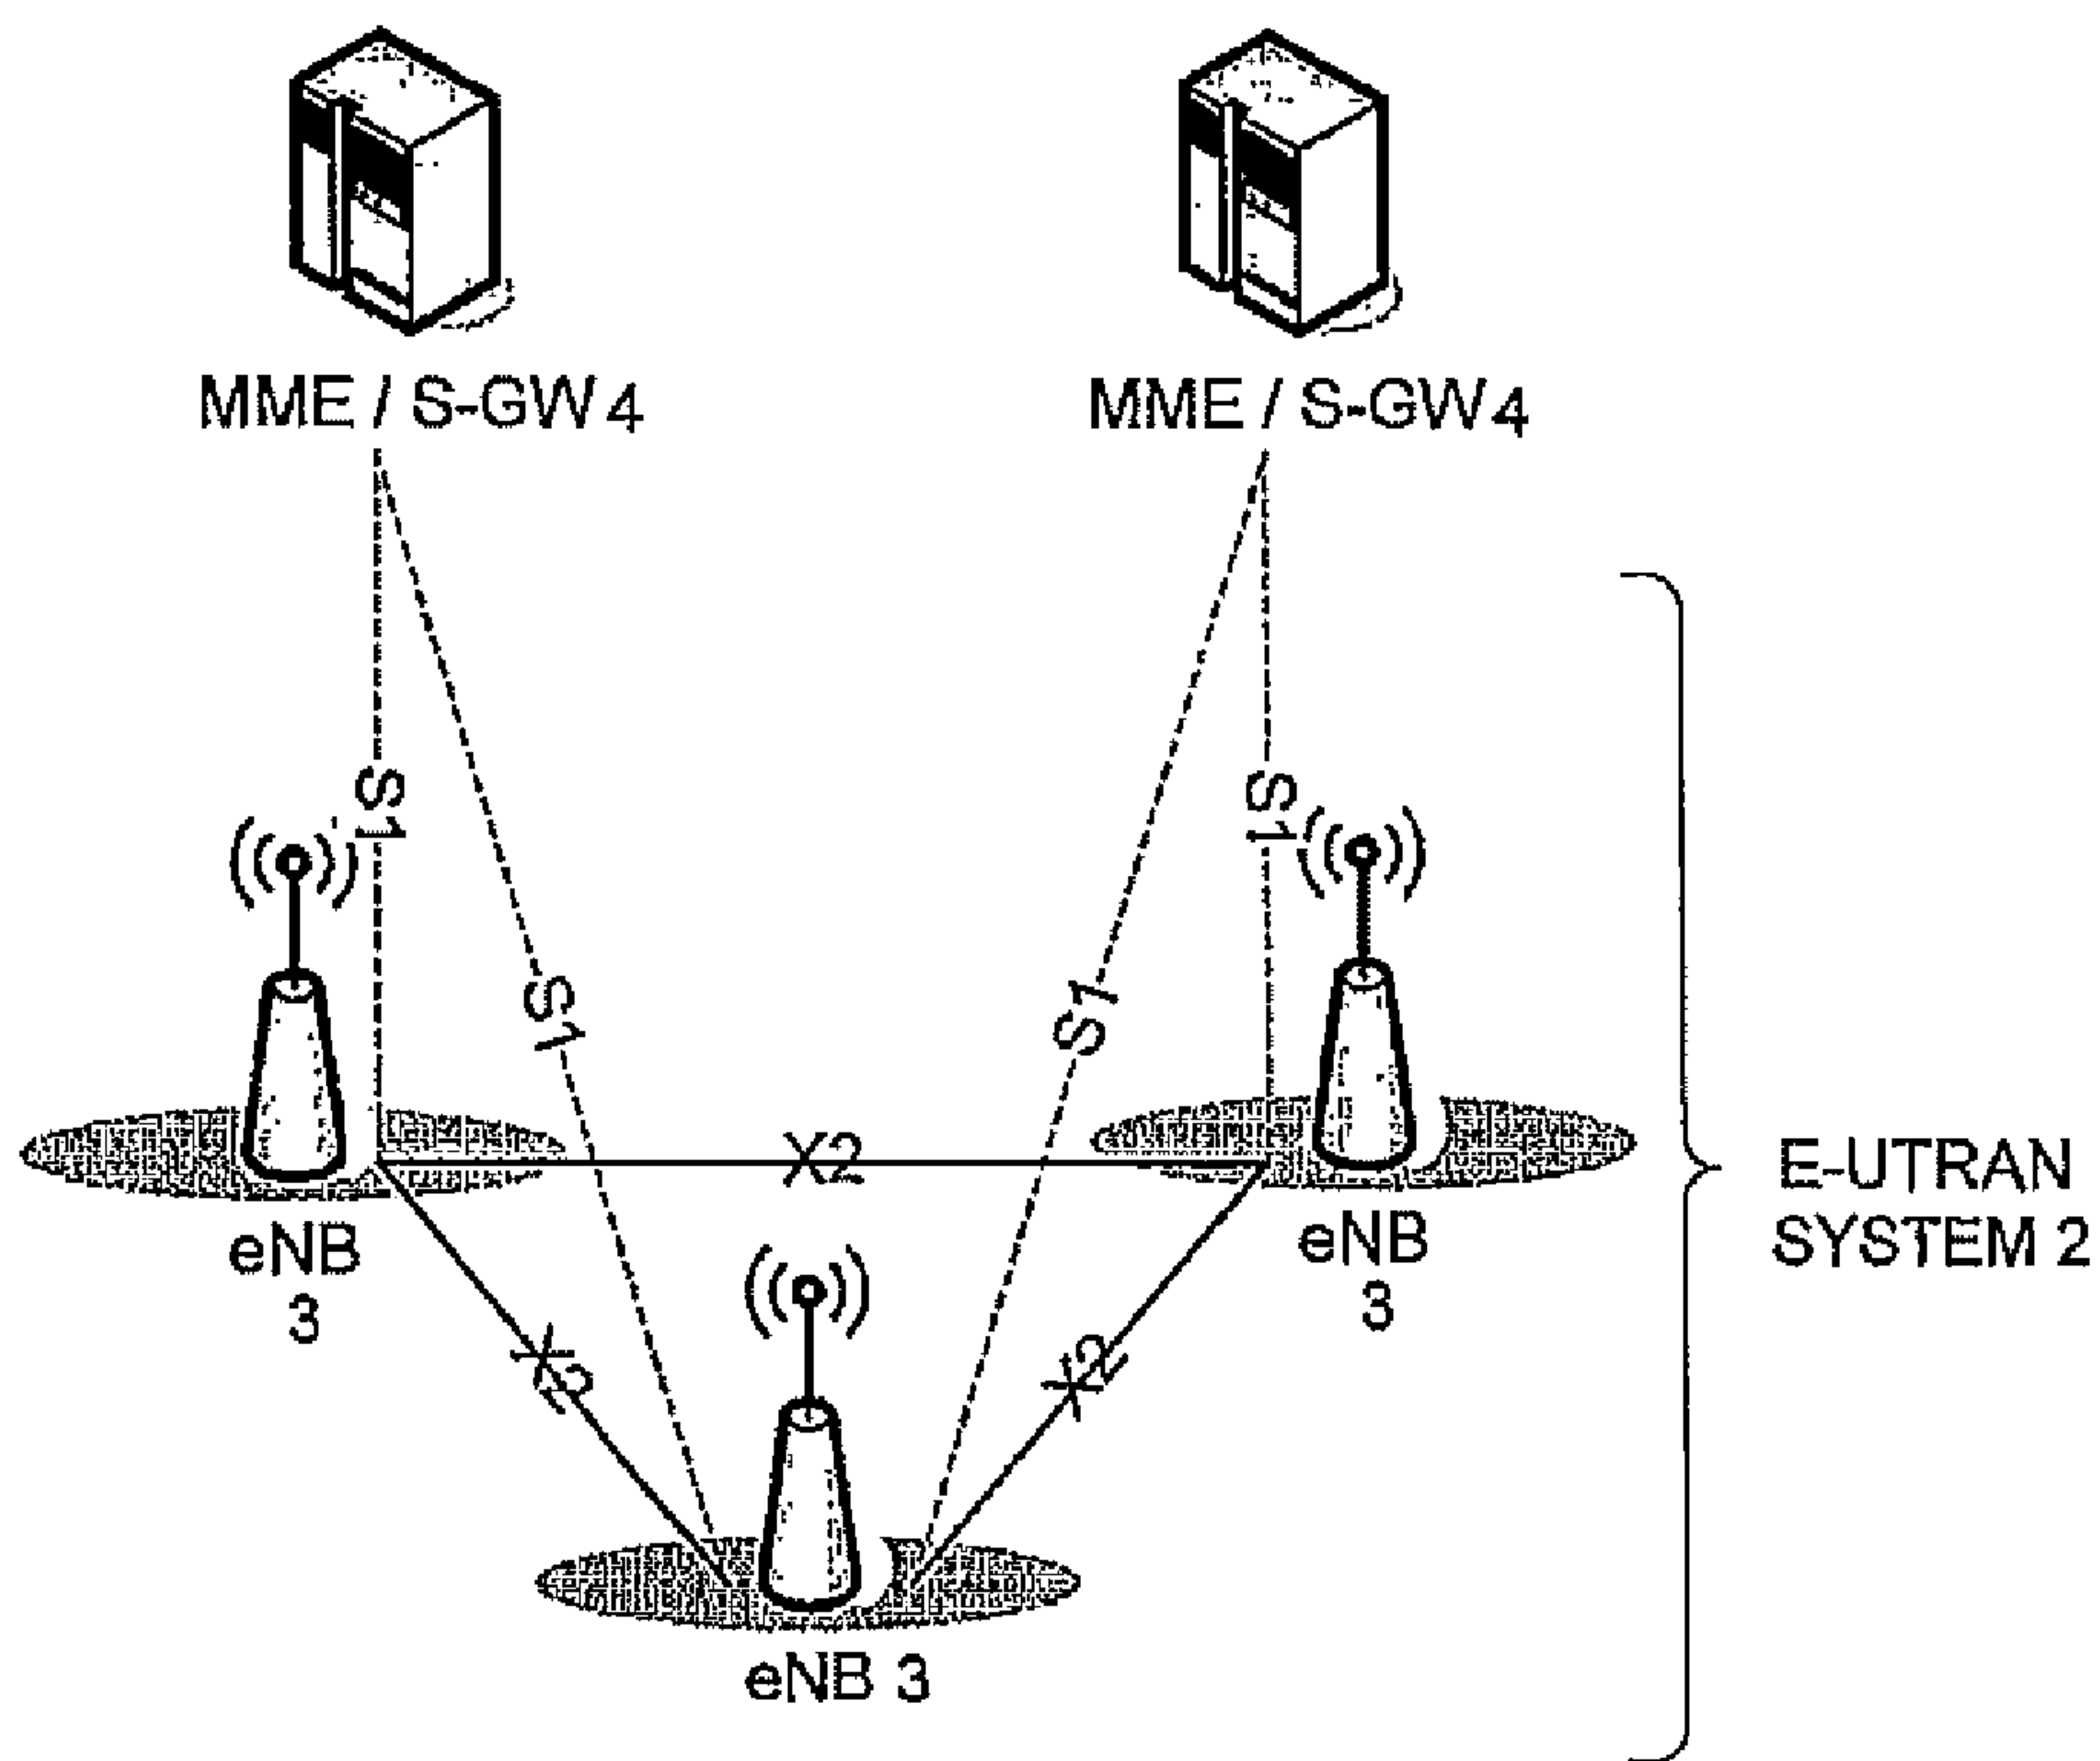 MME / S-GW 4
MME / S-GW 4
S1
S1
S1
S1
X2
E-UTRAN
SYSTEM 2
eNB
3
eNB
3
X2
X2
eNB 3